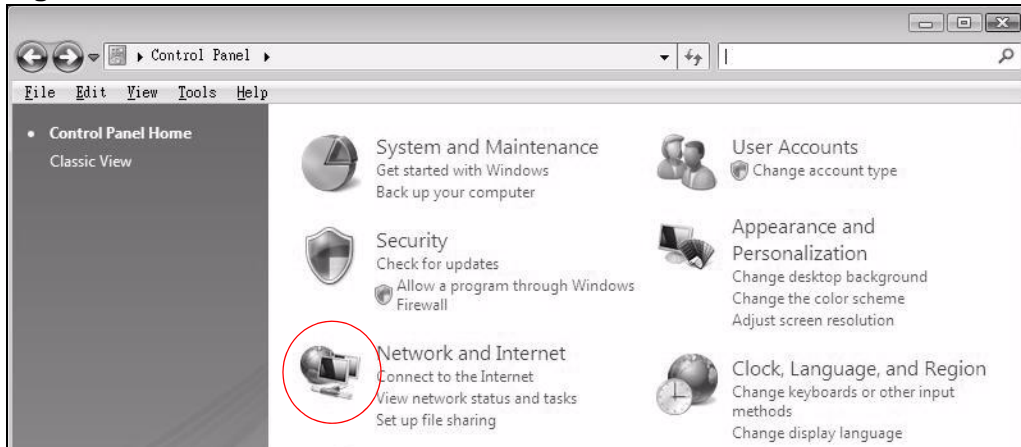 Control Panel
File Edit View Tools Help
Control Panel Home
Classic View
System and Maintenance
Get started with Windows
Back up your computer
Security
Check for updates
Allow a program through Windows
Firewall
Network and Internet
Connect to the Internet
View network status and tasks
Set up file sharing
User Accounts
Change account type
Appearance and
Personalization
Change desktop background
Change the color scheme
Adjust screen resolution
Clock, Language, and Region
Change keyboards or other input
methods
Change display language